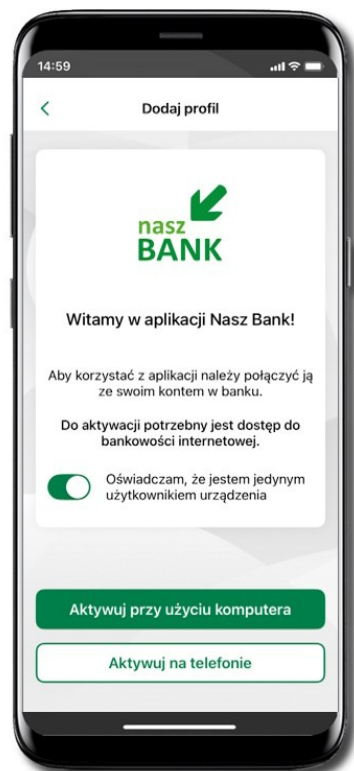 14:59
Dodaj profil
nasz
BANK
Witamy w aplikacji Nasz Bank!
Aby korzystać z aplikacji należy połączyć ją
ze swoim kontem w banku.
Do aktywacji potrzebny jest dostęp do
bankowości internetowej.
Oświadczam, że jestem jedynym
użytkownikiem urządzenia
Aktywuj przy użyciu komputera
Aktywuj na telefonie